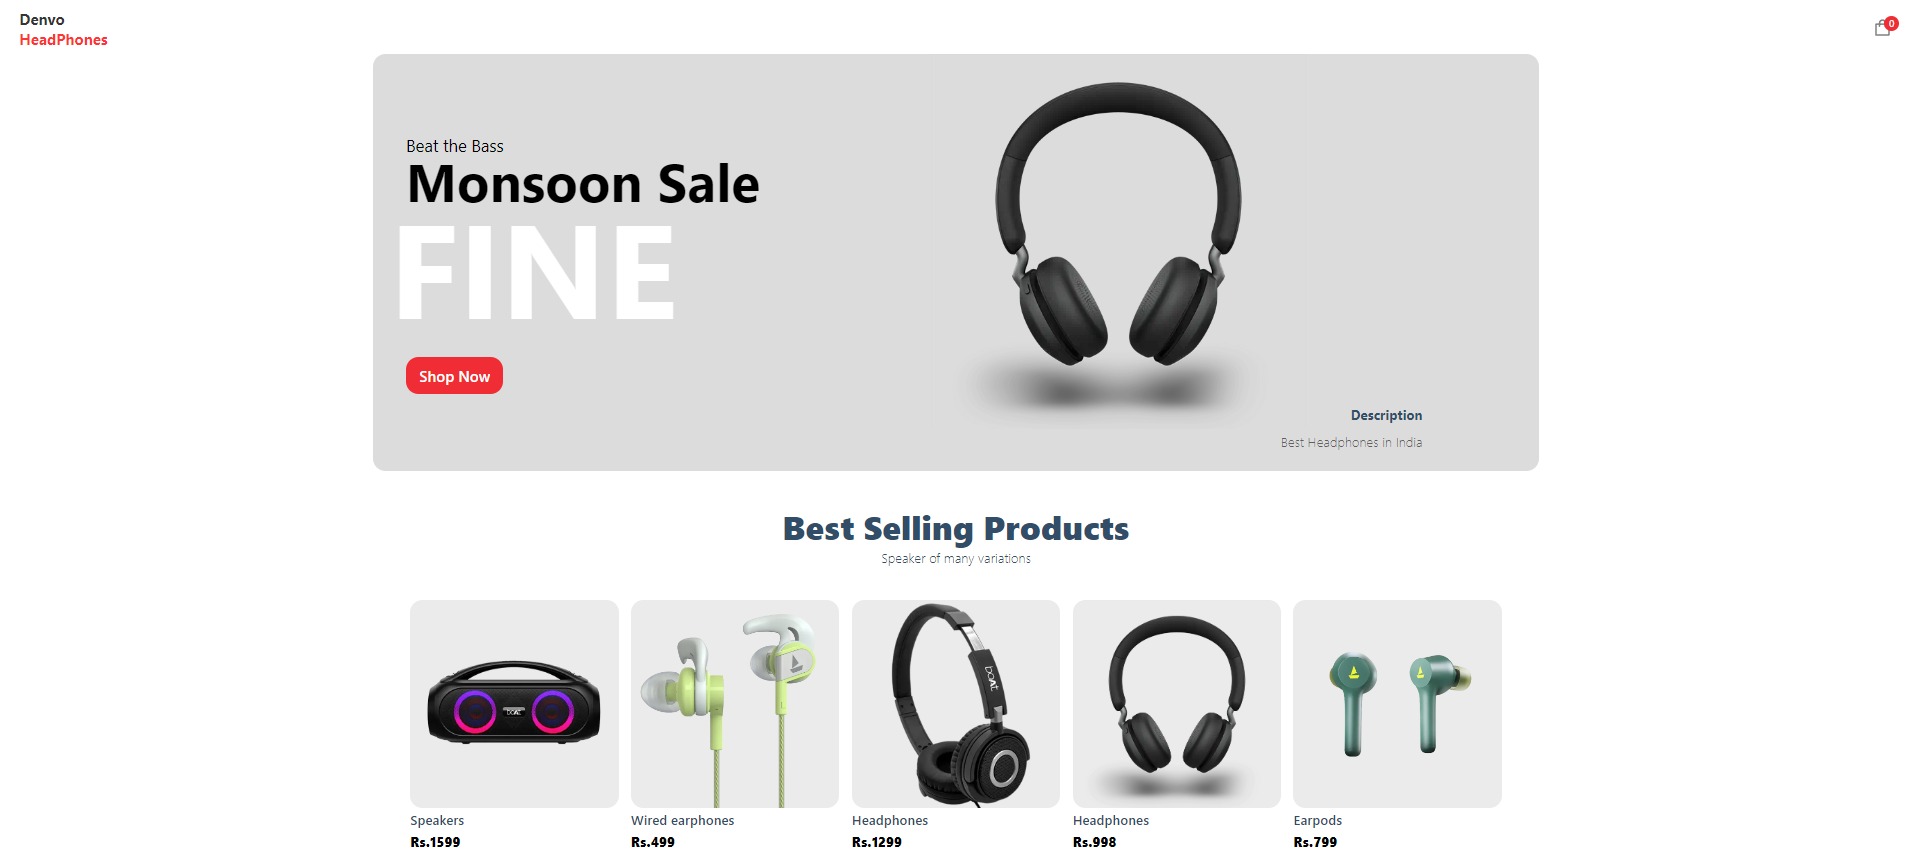 Denvo
HeadPhones
0
Beat the Bass
Monsoon Sale
FINE
Shop Now
Description
Best Headphones in India
Best Selling Products
Speaker of many variations
boAt
boAt
Speakers
Rs.1599
Wired earphones
Rs.499
Headphones
Rs.1299
Headphones
Rs.998
Earpods
Rs.799